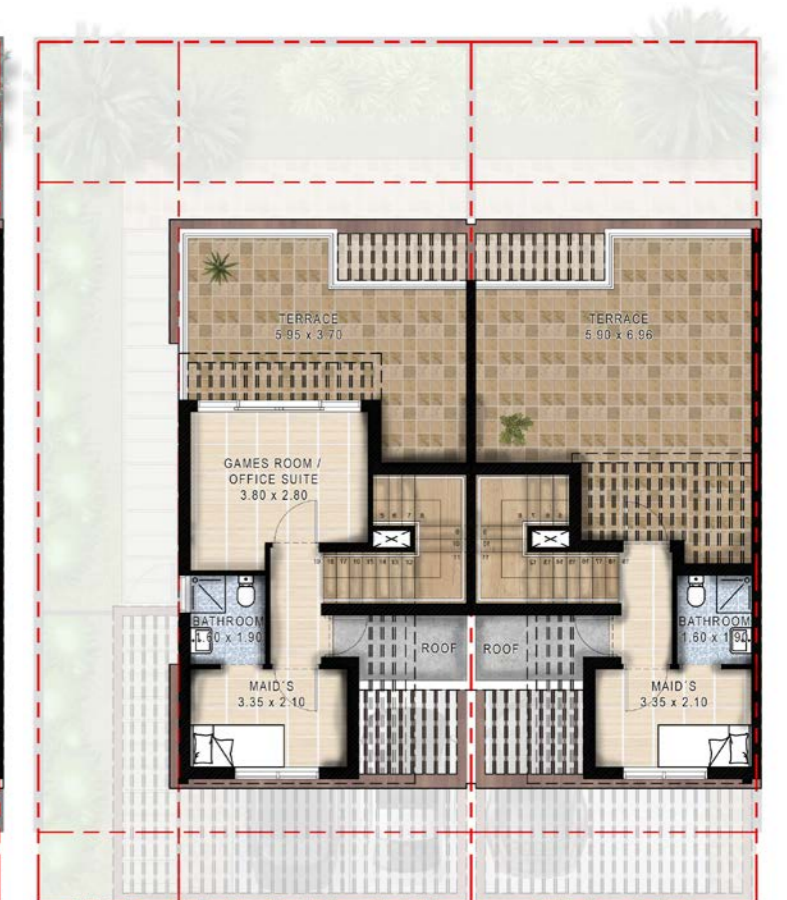 TERRACE
5.95 x 3.70
TERRACE
5.90 x 6.96
GAMES ROOM /
OFFICE SUITE
3.80 x 2.80
BATHROOM
1.60 x 1.90
ROOF
ROOF
BATHROOM
1.60 x 1.90
MAID'S
3.35 x 2.10
MAID'S
3.35 x 2.10